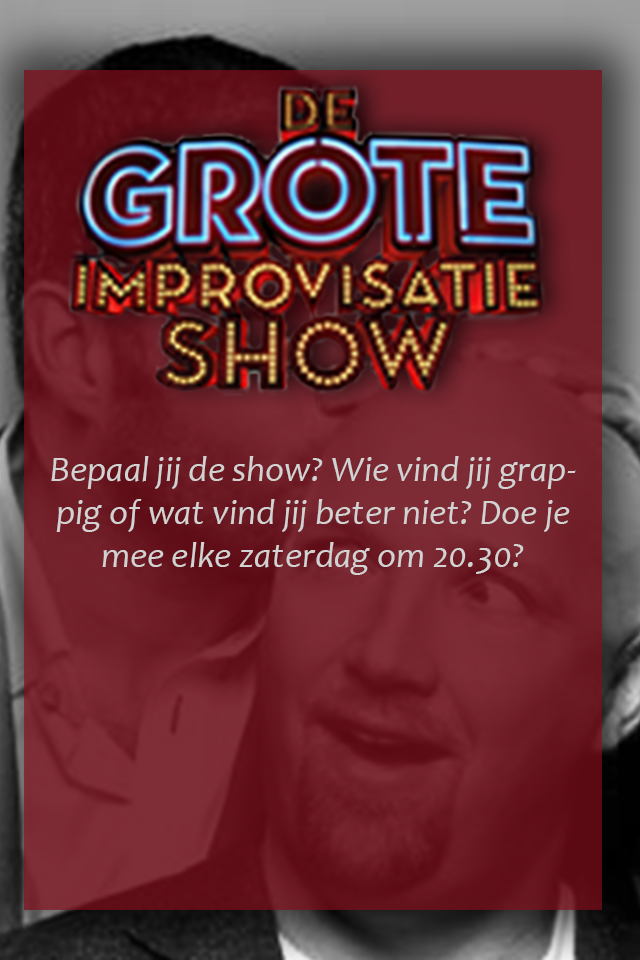 DE
GROTE
IMPROVISATIE
SHOW
Bepaal jij de show? Wie vind jij grap-
pig of wat vind jij beter niet? Doe je
mee elke zaterdag om 20.30?